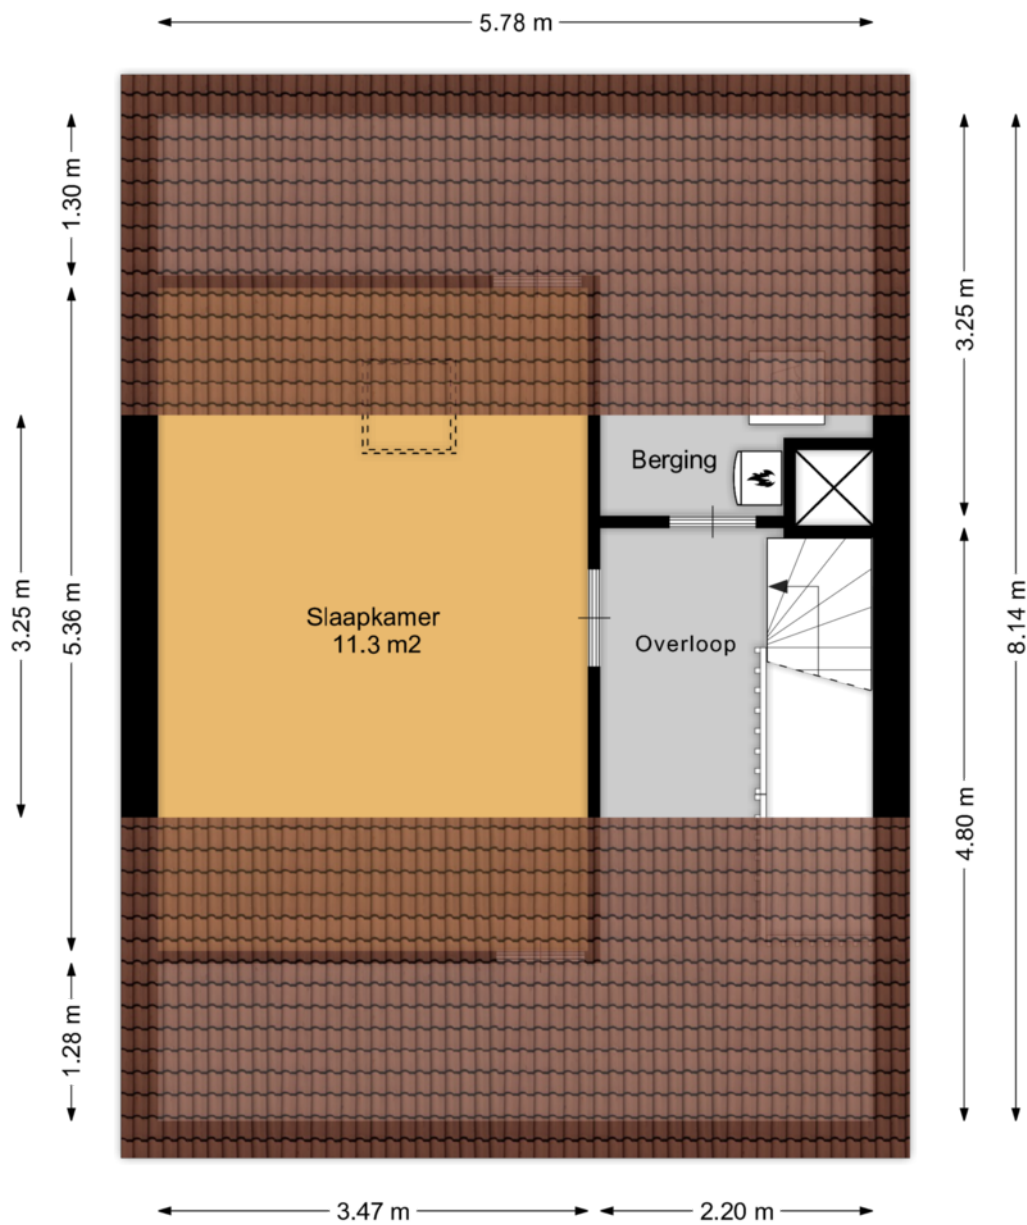 5.78 m
1.30 m
3.25 m
Berging
3.25 m
5.36 m
Slaapkamer
11.3 m2
Overloop
8.14 m
4.80 m
1.28 m
3.47 m
2.20 m